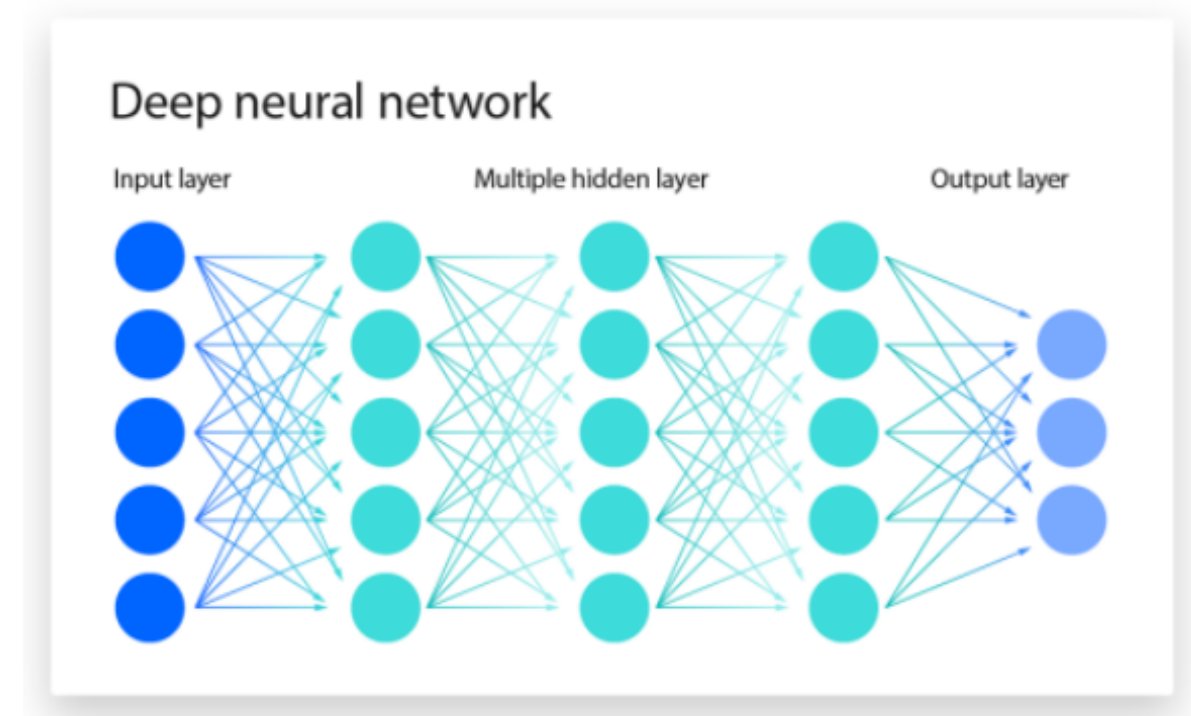 Deep neural network
Input layer
Multiple hidden layer
Output layer